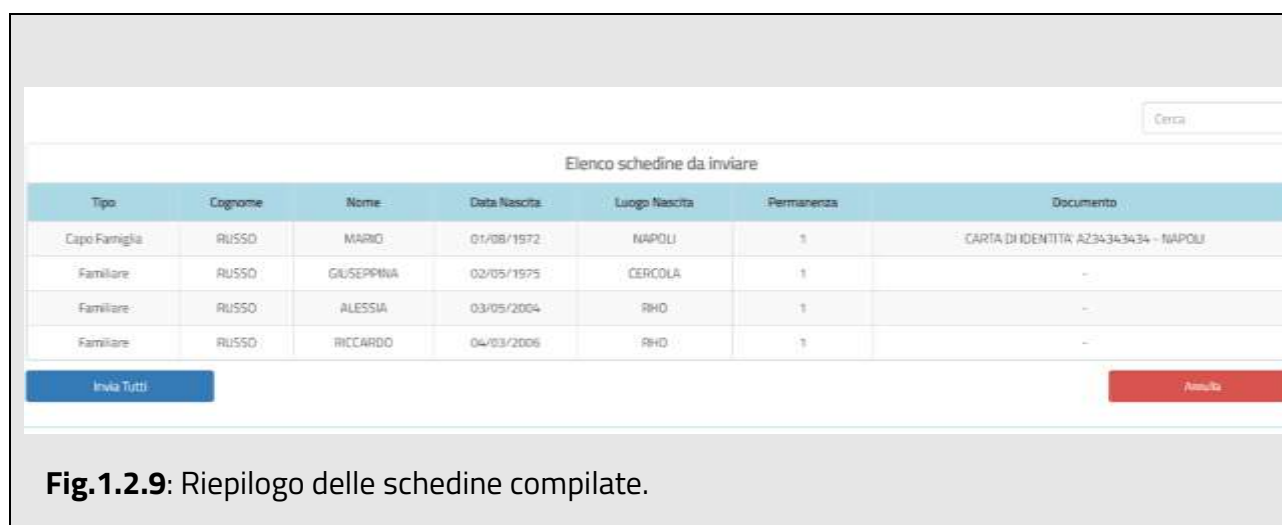 Cerca
Elenco schedine da inviare
Tipo Cognome Nome Data Nascita Luogo Nascita Permanenza Documento
Capo Famiglia RUSSO MARIO 01/08/1972 NAPOLI 1 CARTA DI IDENTITA' AZ34343434 - NAPOLI
Familiare RUSSO GIUSEPPINA 02/05/1975 CERCOLA 1 -
Familiare RUSSO ALESSIA 03/05/2004 RHO 1 -
Familiare RUSSO RICCARDO 04/03/2006 RHO 1 -
Invia Tutti Annulla
Fig.1.2.9: Riepilogo delle schedine compilate.